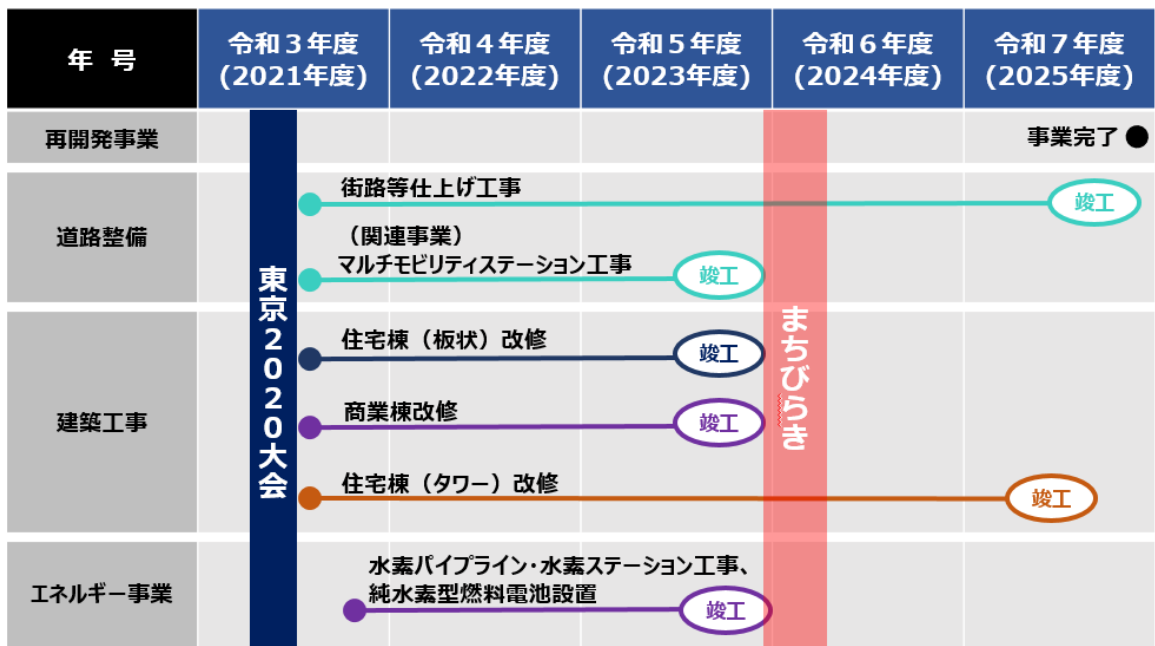 年 号
令和３年度
(2021年度)
令和４年度
(2022年度)
令和５年度
(2023年度)
令和６年度
(2024年度)
令和７年度
(2025年度)
再開発事業
事業完了
道路整備
街路等仕上げ工事
竣工
（関連事業）
マルチモビリティステーション工事
竣工
東京2020大会
まちびらき
建築工事
住宅棟（板状）改修
竣工
商業棟改修
竣工
住宅棟（タワー）改修
竣工
エネルギー事業
水素パイプライン・水素ステーション工事、
純水素型燃料電池設置
竣工